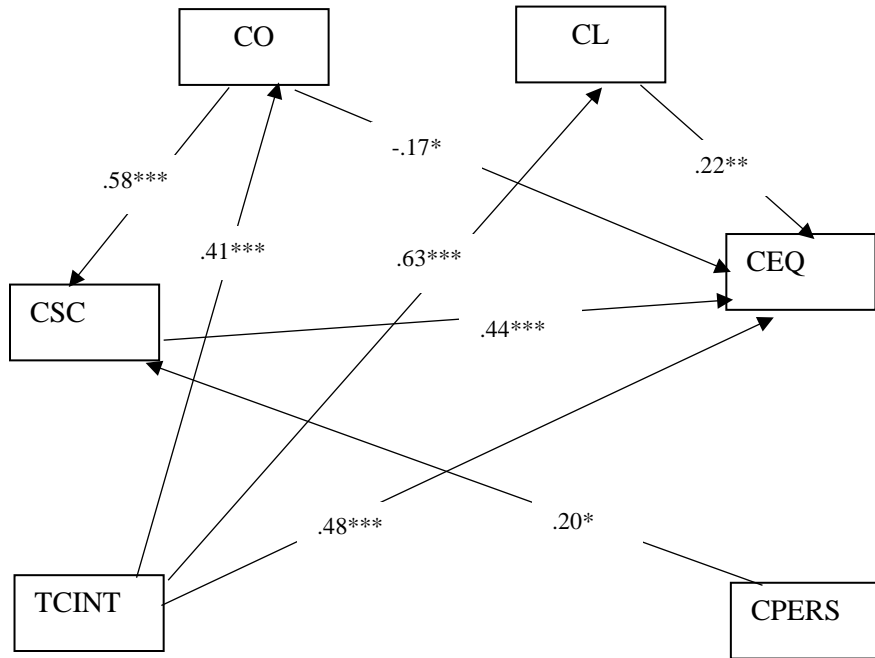 CO
CL
-.17*
.22**
.58***
.41***
.63***
CEQ
CSC
.44***
.48***
.20*
TCINT
CPERS